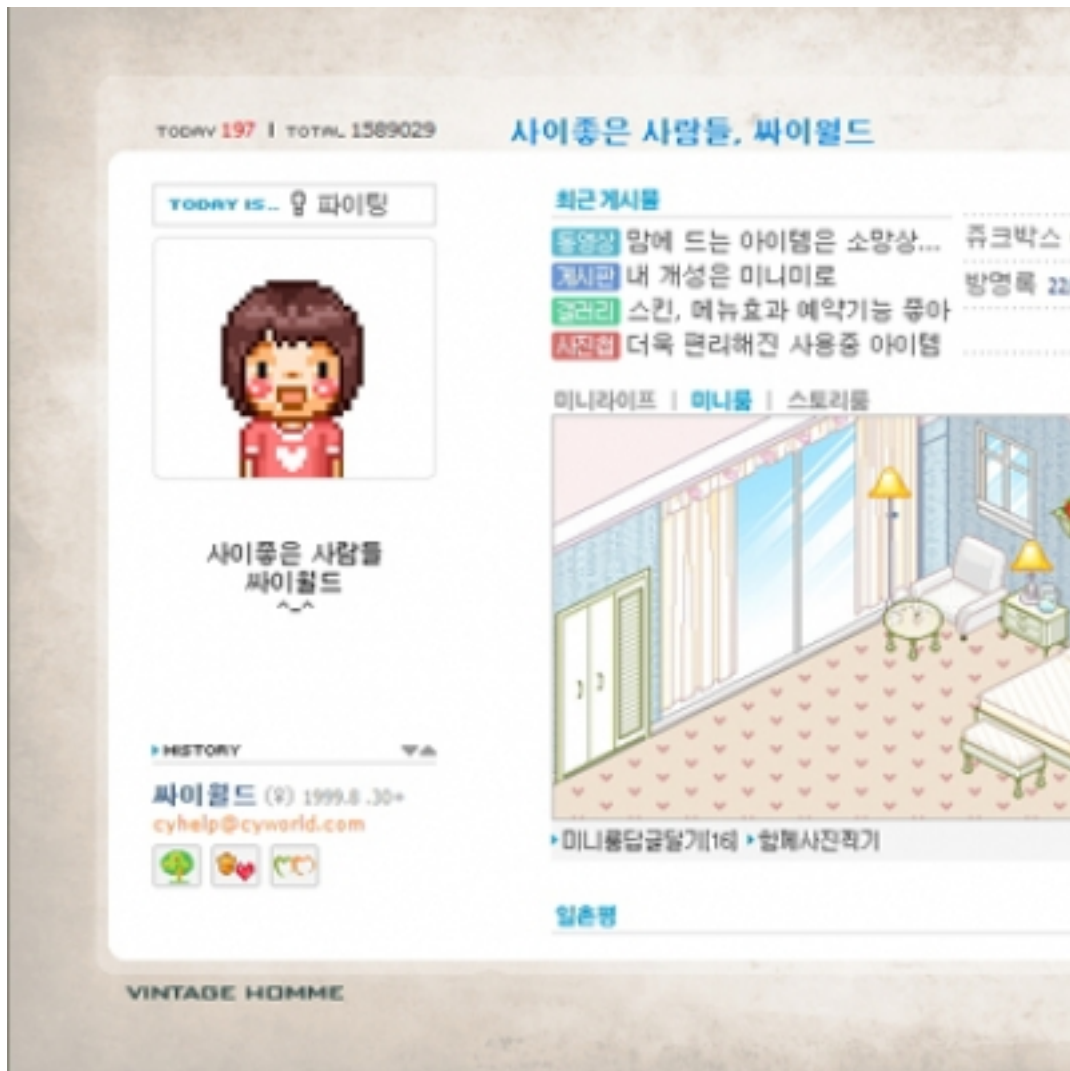 TODAY 197 | TOTAL 1589029
사이좋은 사람들, 싸이월드
TODAY IS.. 파이팅
사이좋은 사람들
싸이월드
^_^
HISTORY
싸이월드 (♀) 1999.8 .30+
cyhelp@cyworld.com
최근 게시물
동영상 맘에 드는 아이템은 소망상...
게시판 내 개성은 미니미로
갤러리 스킨, 메뉴효과 예약기능 좋아
사진첩 더욱 편리해진 사용중 아이템
쥬크박스
방명록 22
미니라이프 | 미니룸 | 스토리룸
미니룸답글달기[16] 함께사진찍기
일촌평
VINTAGE HOMME